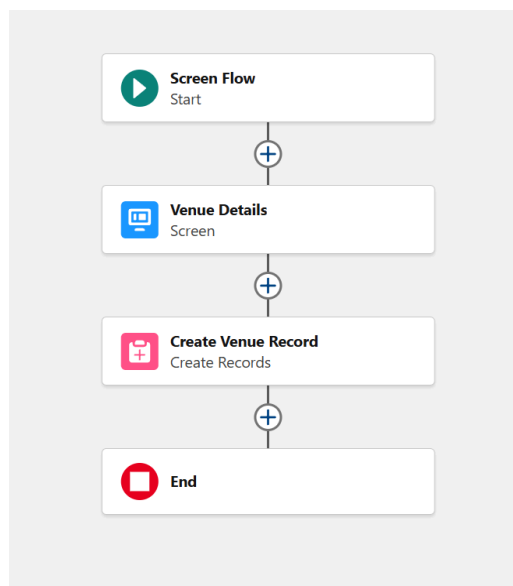 Screen Flow
Start
Venue Details
Screen
Create Venue Record
Create Records
End